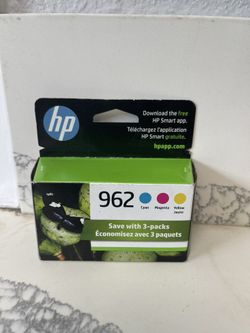 hp
Download the free
HP Smart app.
Téléchargez l'application
HP Smart gratuite.
hpapp.com
962
Cyan
Magenta
Yellow
Jaune
Save with 3-packs
Économisez avec 3 paquets